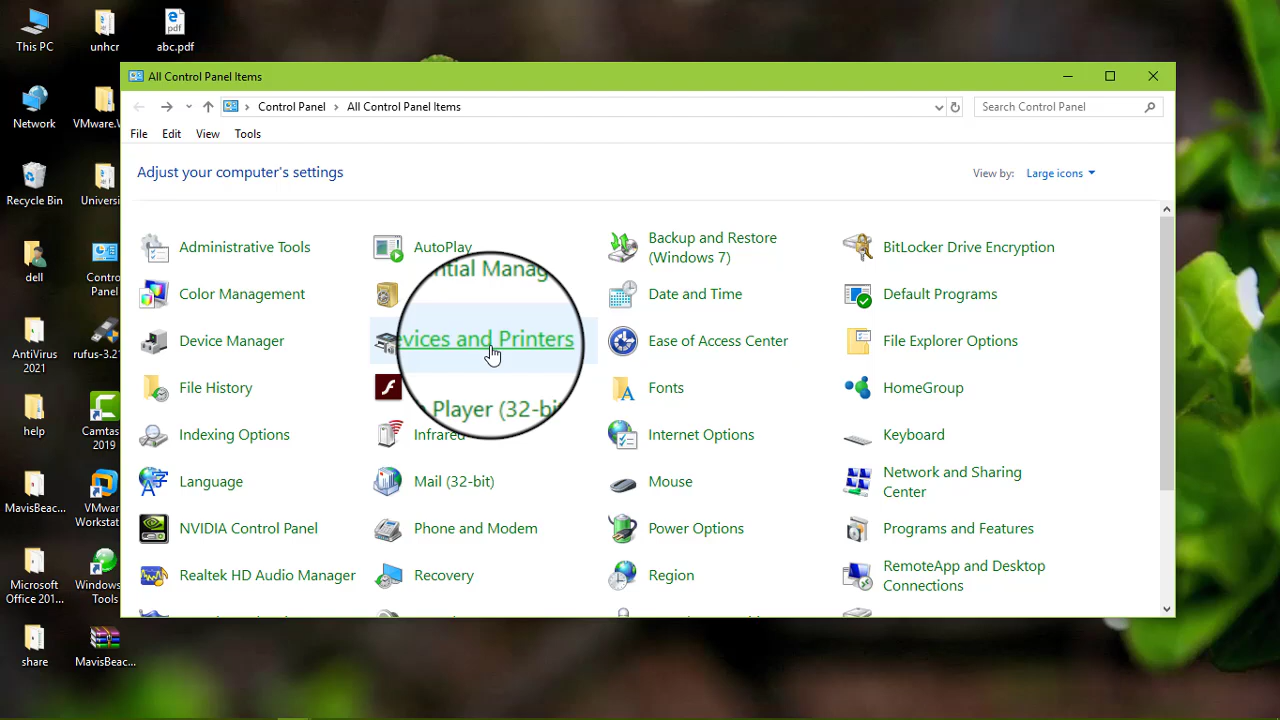 This PC
unhcr
abc.pdf
Network
VMware.W
Recycle Bin
Universi
dell
Control
Panel
AntiVirus
2021
rufus-3.2
help
Camtas
2019
MavisBeac...
VMwar
Workstat
Microsoft
Office 201...
Windows
Tools
share
MavisBeac...
All Control Panel Items
Control Panel > All Control Panel Items
Search Control Panel
File Edit View Tools
Adjust your computer's settings
View by: Large icons
Administrative Tools
AutoPlay
Backup and Restore
(Windows 7)
BitLocker Drive Encryption
Color Management
ntial Manag
Date and Time
Default Programs
Device Manager
evices and Printers
Ease of Access Center
File Explorer Options
File History
Player (32-bi
Fonts
HomeGroup
Indexing Options
Infrared
Internet Options
Keyboard
Language
Mail (32-bit)
Mouse
Network and Sharing
Center
NVIDIA Control Panel
Phone and Modem
Power Options
Programs and Features
Realtek HD Audio Manager
Recovery
Region
RemoteApp and Desktop
Connections